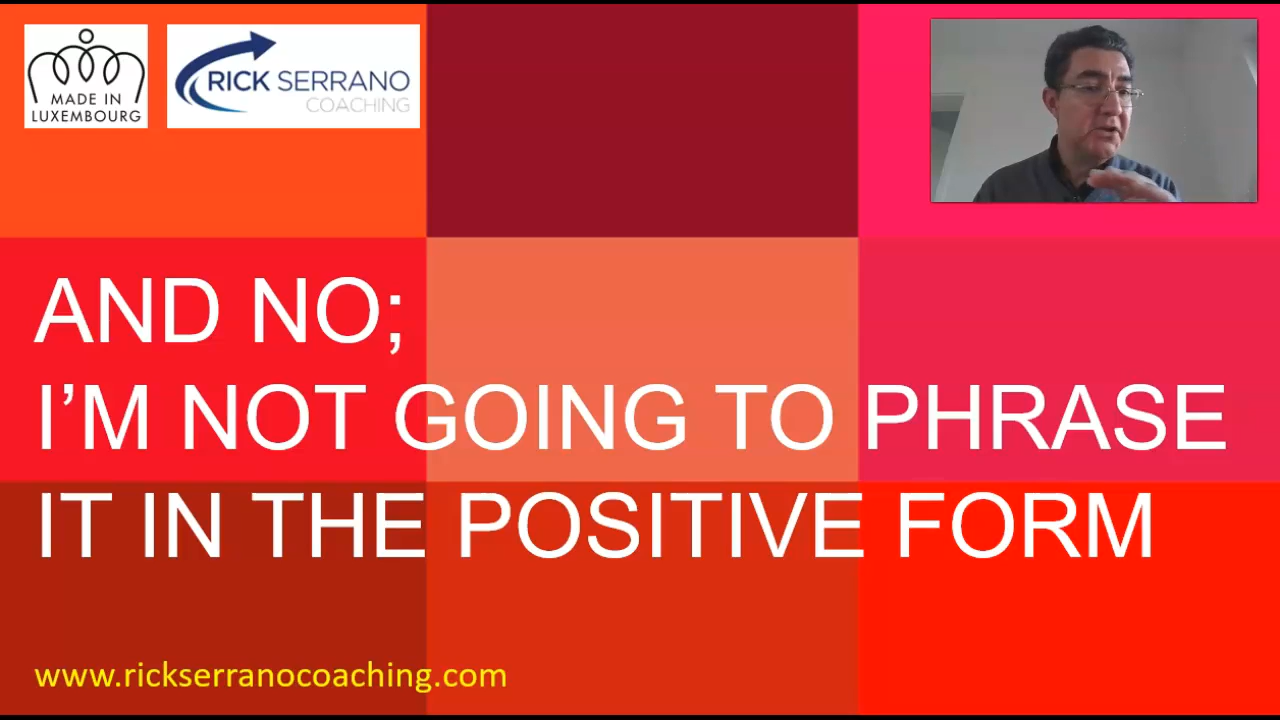 MADE IN
LUXEMBOURG
RICK SERRANO
COACHING
AND NO;
I’M NOT GOING TO PHRASE
IT IN THE POSITIVE FORM
www.rickserranocoaching.com